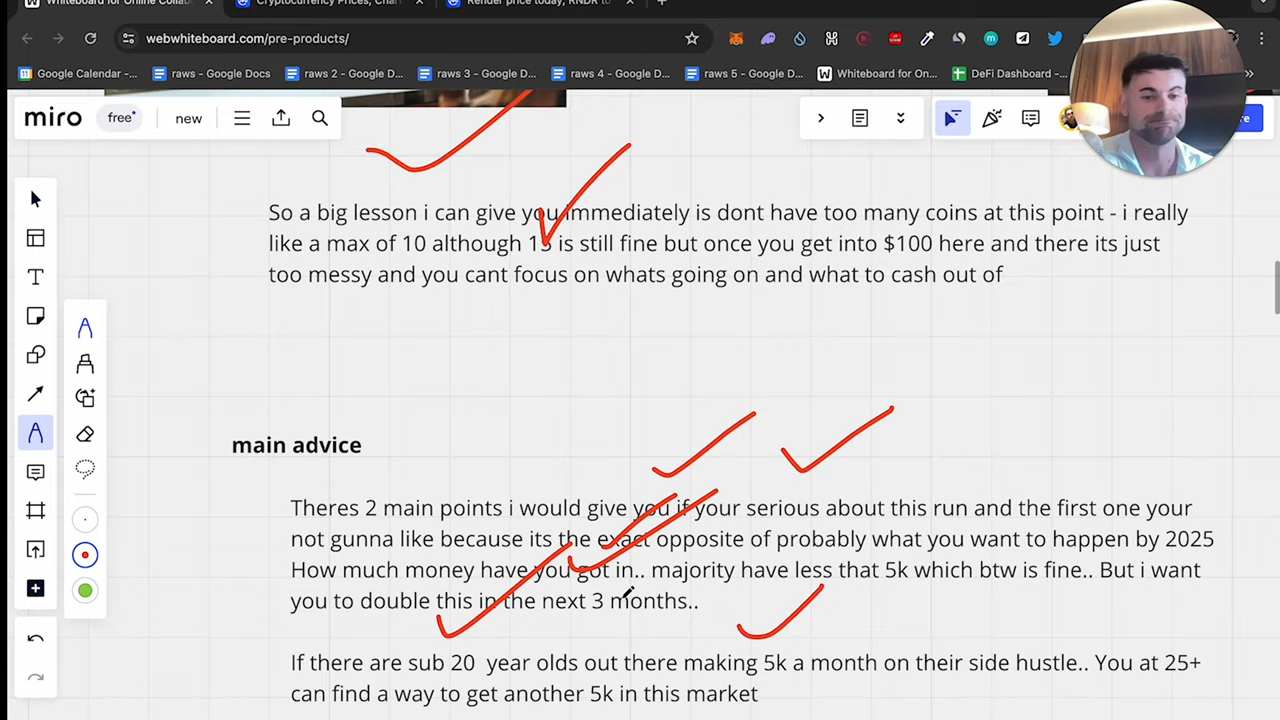 Whiteboard for Online Collab
Cryptocurrency Prices, Char
Render price today, RNDR to
webwhiteboard.com/pre-products/
Google Calendar -...
raws - Google Docs
raws 2 - Google D...
raws 3 - Google D...
raws 4 - Google D...
raws 5 - Google D...
Whiteboard for On...
DeFi Dashboard -...
miro
free
new
So a big lesson i can give you immediately is dont have too many coins at this point - i really
like a max of 10 although 15 is still fine but once you get into $100 here and there its just
too messy and you cant focus on whats going on and what to cash out of
main advice
Theres 2 main points i would give you if your serious about this run and the first one your
not gunna like because its the exact opposite of probably what you want to happen by 2025
How much money have you got in.. majority have less that 5k which btw is fine.. But i want
you to double this in the next 3 months..
If there are sub 20 year olds out there making 5k a month on their side hustle.. You at 25+
can find a way to get another 5k in this market